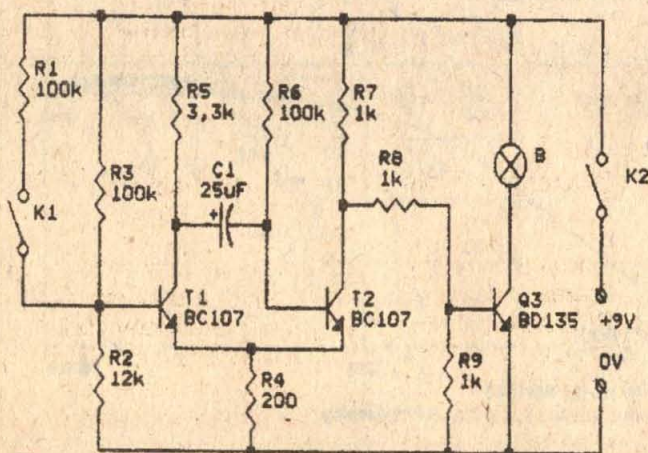 R1
100k
R5
3,3k
R6
100k
R7
1k
R3
100k
C1
25uF
+
R8
1k
B
K1
K2
T1
BC107
T2
BC107
Q3
BD135
+9V
0V
R2
12k
R4
200
R9
1k